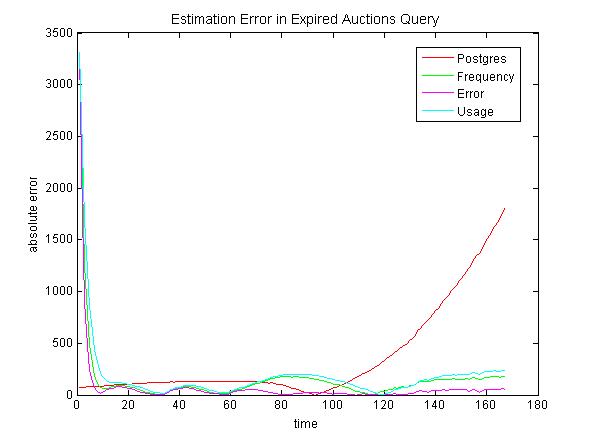 Estimation Error in Expired Auctions Query
3500
3000
2500
2000
1500
1000
500
0
absolute error
Postgres
Frequency
Error
Usage
0 20 40 60 80 100 120 140 160 180
time